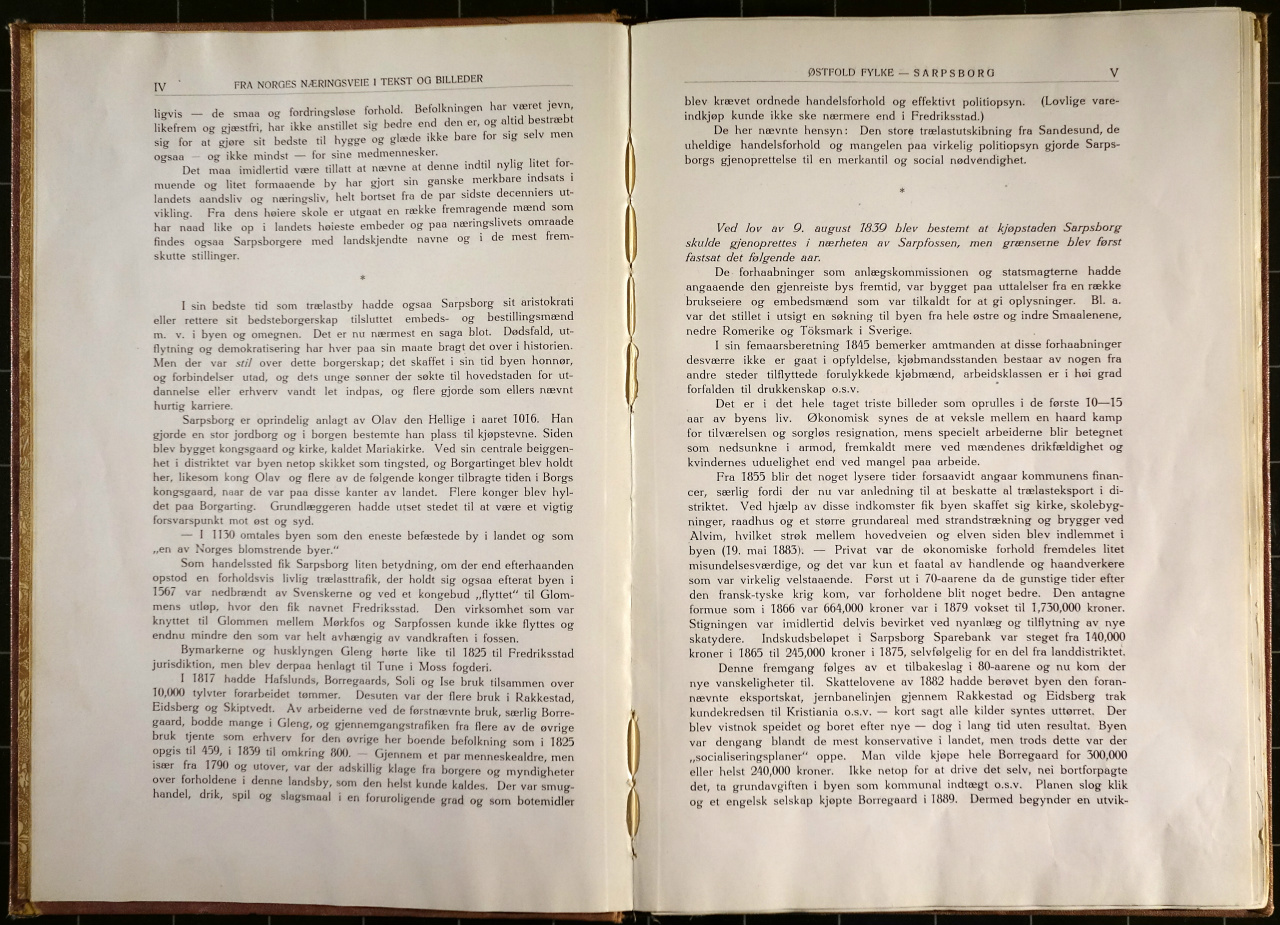 IV FRA NORGES NÆRINGSVEIE I TEKST OG BILLEDER
ligvis — de smaa og fordringsløse forhold. Befolkningen har været jevn,
likefrem og gjæstfri, har ikke anstillet sig bedre end den er, og altid bestræbt
sig for at gjøre sit bedste til hygge og glæde ikke bare for sig selv men
ogsaa — og ikke mindst — for sine medmennesker.
Det maa imidlertid være tillatt at nævne at denne indtil nylig litet for-
muende og litet formaaende by har gjort sin ganske merkbare indsats i
landets aandsliv og næringsliv, helt bortset fra de par sidste decenniers ut-
vikling. Fra dens høiere skole er utgaat en række fremragende mænd som
har naad like op i landets høieste embeder og paa næringslivets omraade
findes ogsaa Sarpsborgere med landskjendte navne og i de mest frem-
skutte stillinger.
*
I sin bedste tid som trælastby hadde ogsaa Sarpsborg sit aristokrati
eller rettere sit bedsteborgerskap tilsluttet embeds- og bestillingsmænd
m. v. i byen og omegnen. Det er nu nærmest en saga blot. Dødsfald, ut-
flytning og demokratisering har hver paa sin maate bragt det over i historien.
Men der var stil over dette borgerskap; det skaffet i sin tid byen honnør,
og forbindelser utad, og dets unge sønner der søkte til hovedstaden for ut-
dannelse eller erhverv vandt let indpas, og flere gjorde som ellers nævnt
hurtig karriere.
Sarpsborg er oprindelig anlagt av Olav den Hellige i aaret 1016. Han
gjorde en stor jordborg og i borgen bestemte han plass til kjøpstevne. Siden
blev bygget kongsgaard og kirke, kaldet Mariakirke. Ved sin centrale beiggen-
het i distriktet var byen netop skikket som tingsted, og Borgartinget blev holdt
her, likesom kong Olav og flere av de følgende konger tilbragte tiden i Borgs
kongsgaard, naar de var paa disse kanter av landet. Flere konger blev hyl-
det paa Borgarting. Grundlæggeren hadde utset stedet til at være et vigtig
forsvarspunkt mot øst og syd.
— I 1130 omtales byen som den eneste befæstede by i landet og som
„en av Norges blomstrende byer.“
Som handelssted fik Sarpsborg liten betydning, om der end efterhaanden
opstod en forholdsvis livlig trælasttrafik, der holdt sig ogsaa efterat byen i
1567 var nedbrændt av Svenskerne og ved et kongebud „flyttet“ til Glom-
mens utløp, hvor den fik navnet Fredriksstad. Den virksomhet som var
knyttet til Glommen mellem Mørkfos og Sarpfossen kunde ikke flyttes og
endnu mindre den som var helt avhængig av vandkraften i fossen.
Bymarkerne og husklyngen Gleng hørte like til 1825 til Fredriksstad
jurisdiktion, men blev derpaa henlagt til Tune i Moss fogderi.
I 1817 hadde Hafslunds, Borregaards, Soli og Ise bruk tilsammen over
10,000 tylvter forarbeidet tømmer. Desuten var der flere bruk i Rakkestad,
Eidsberg og Skiptvedt. Av arbeiderne ved de førstnævnte bruk, særlig Borre-
gaard, bodde mange i Gleng, og gjennemgangstrafiken fra flere av de øvrige
bruk tjente som erhverv for den øvrige her boende befolkning som i 1825
opgis til 459, i 1839 til omkring 800. — Gjennem et par menneskealdre, men
især fra 1790 og utover, var der adskillig klage fra borgere og myndigheter
over forholdene i denne landsby, som den helst kunde kaldes. Der var smug-
handel, drik, spil og slagsmaal i en foruroligende grad og som botemidler
ØSTFOLD FYLKE — SARPSBORG V
blev krævet ordnede handelsforhold og effektivt politiopsyn. (Lovlige vare-
indkjøp kunde ikke ske nærmere end i Fredriksstad.)
De her nævnte hensyn: Den store trælastutskibning fra Sandesund, de
uheldige handelsforhold og mangelen paa virkelig politiopsyn gjorde Sarps-
borgs gjenoprettelse til en merkantil og social nødvendighet.
*
Ved lov av 9. august 1839 blev bestemt at kjøpstaden Sarpsborg
skulde gjenoprettes i nærheten av Sarpfossen, men grænserne blev først
fastsat det følgende aar.
De forhaabninger som anlægskommissionen og statsmagterne hadde
angaaende den gjenreiste bys fremtid, var bygget paa uttalelser fra en række
brukseiere og embedsmænd som var tilkaldt for at gi oplysninger. Bl. a.
var det stillet i utsigt en søkning til byen fra hele østre og indre Smaalenene,
nedre Romerike og Töksmark i Sverige.
I sin femaarsberetning 1845 bemerker amtmanden at disse forhaabninger
desværre ikke er gaat i opfyldelse, kjøbmandsstanden bestaar av nogen fra
andre steder tilflyttede forulykkede kjøbmænd, arbeidsklassen er i høi grad
forfalden til drukkenskap o.s.v.
Det er i det hele taget triste billeder som oprulles i de første 10—15
aar av byens liv. Økonomisk synes de at veksle mellem en haard kamp
for tilværelsen og sorgløs resignation, mens specielt arbeiderne blir betegnet
som nedsunkne i armod, fremkaldt mere ved mændenes drikfældighet og
kvindernes uduelighet end ved mangel paa arbeide.
Fra 1855 blir det noget lysere tider forsaavidt angaar kommunens finan-
cer, særlig fordi der nu var anledning til at beskatte al trælasteksport i di-
striktet. Ved hjælp av disse indkomster fik byen skaffet sig kirke, skolebyg-
ninger, raadhus og et større grundareal med strandstrækning og brygger ved
Alvim, hvilket strøk mellem hovedveien og elven siden blev indlemmet i
byen (19. mai 1883). — Privat var de økonomiske forhold fremdeles litet
misundelsesværdige, og det var kun et faatal av handlende og haandverkere
som var virkelig velstaaende. Først ut i 70-aarene da de gunstige tider efter
den fransk-tyske krig kom, var forholdene blit noget bedre. Den antagne
formue som i 1866 var 664,000 kroner var i 1879 vokset til 1,730,000 kroner.
Stigningen var imidlertid delvis bevirket ved nyanlæg og tilflytning av nye
skatydere. Indskudsbeløpet i Sarpsborg Sparebank var steget fra 140,000
kroner i 1865 til 245,000 kroner i 1875, selvfølgelig for en del fra landdistriktet.
Denne fremgang følges av et tilbakeslag i 80-aarene og nu kom der
nye vanskeligheter til. Skattelovene av 1882 hadde berøvet byen den foran-
nævnte eksportskat, jernbanelinjen gjennem Rakkestad og Eidsberg trak
kundekredsen til Kristiania o.s.v. — kort sagt alle kilder syntes uttørret. Der
blev vistnok speidet og boret efter nye — dog i lang tid uten resultat. Byen
var dengang blandt de mest konservative i landet, men trods dette var der
„socialiseringsplaner“ oppe. Man vilde kjøpe hele Borregaard for 300,000
eller helst 240,000 kroner. Ikke netop for at drive det selv, nei bortforpagte
det, ta grundavgiften i byen som kommunal indtægt o.s.v. Planen slog klik
og et engelsk selskap kjøpte Borregaard i 1889. Dermed begynder en utvik-